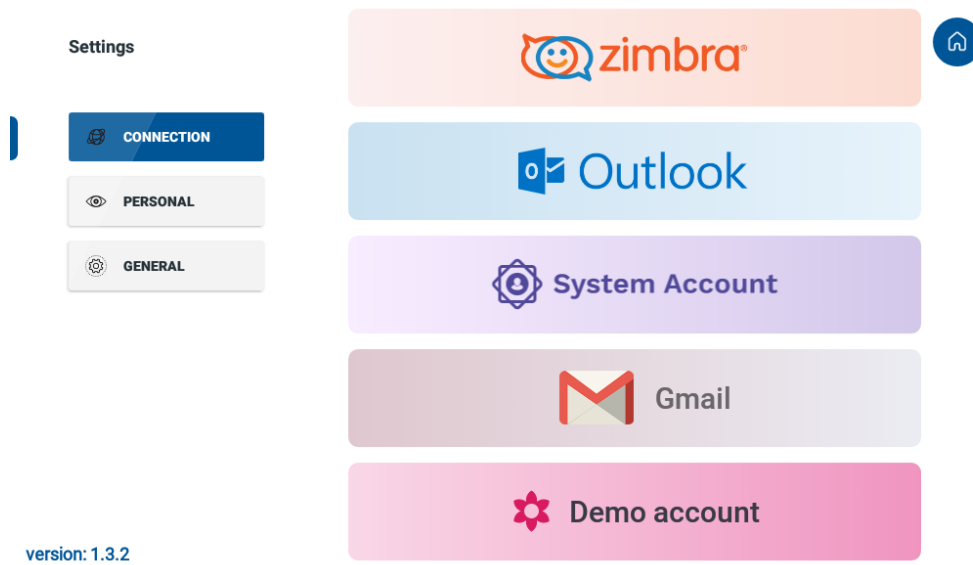 Settings
CONNECTION
PERSONAL
GENERAL
version: 1.3.2
zimbra®
Outlook
System Account
Gmail
Demo account